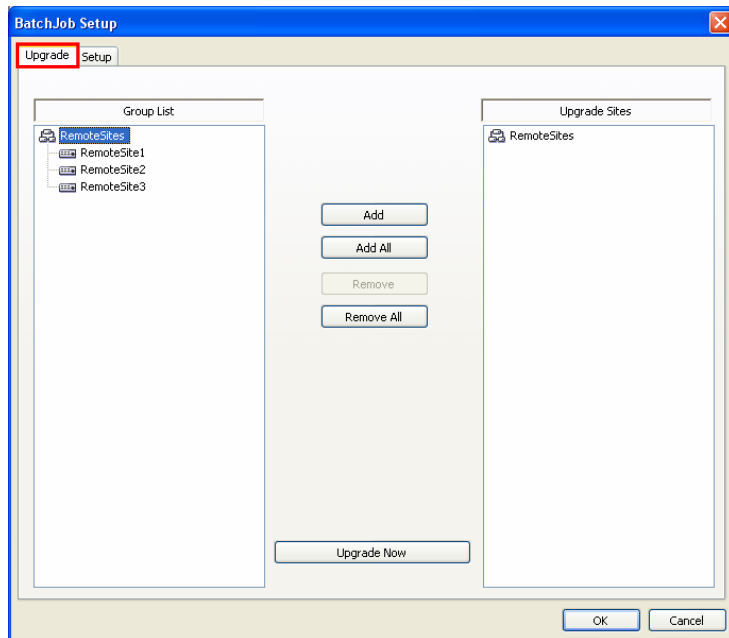 BatchJob Setup
Upgrade Setup
Group List
Upgrade Sites
RemoteSites
RemoteSite1
RemoteSite2
RemoteSite3
RemoteSites
Add
Add All
Remove
Remove All
Upgrade Now
OK
Cancel